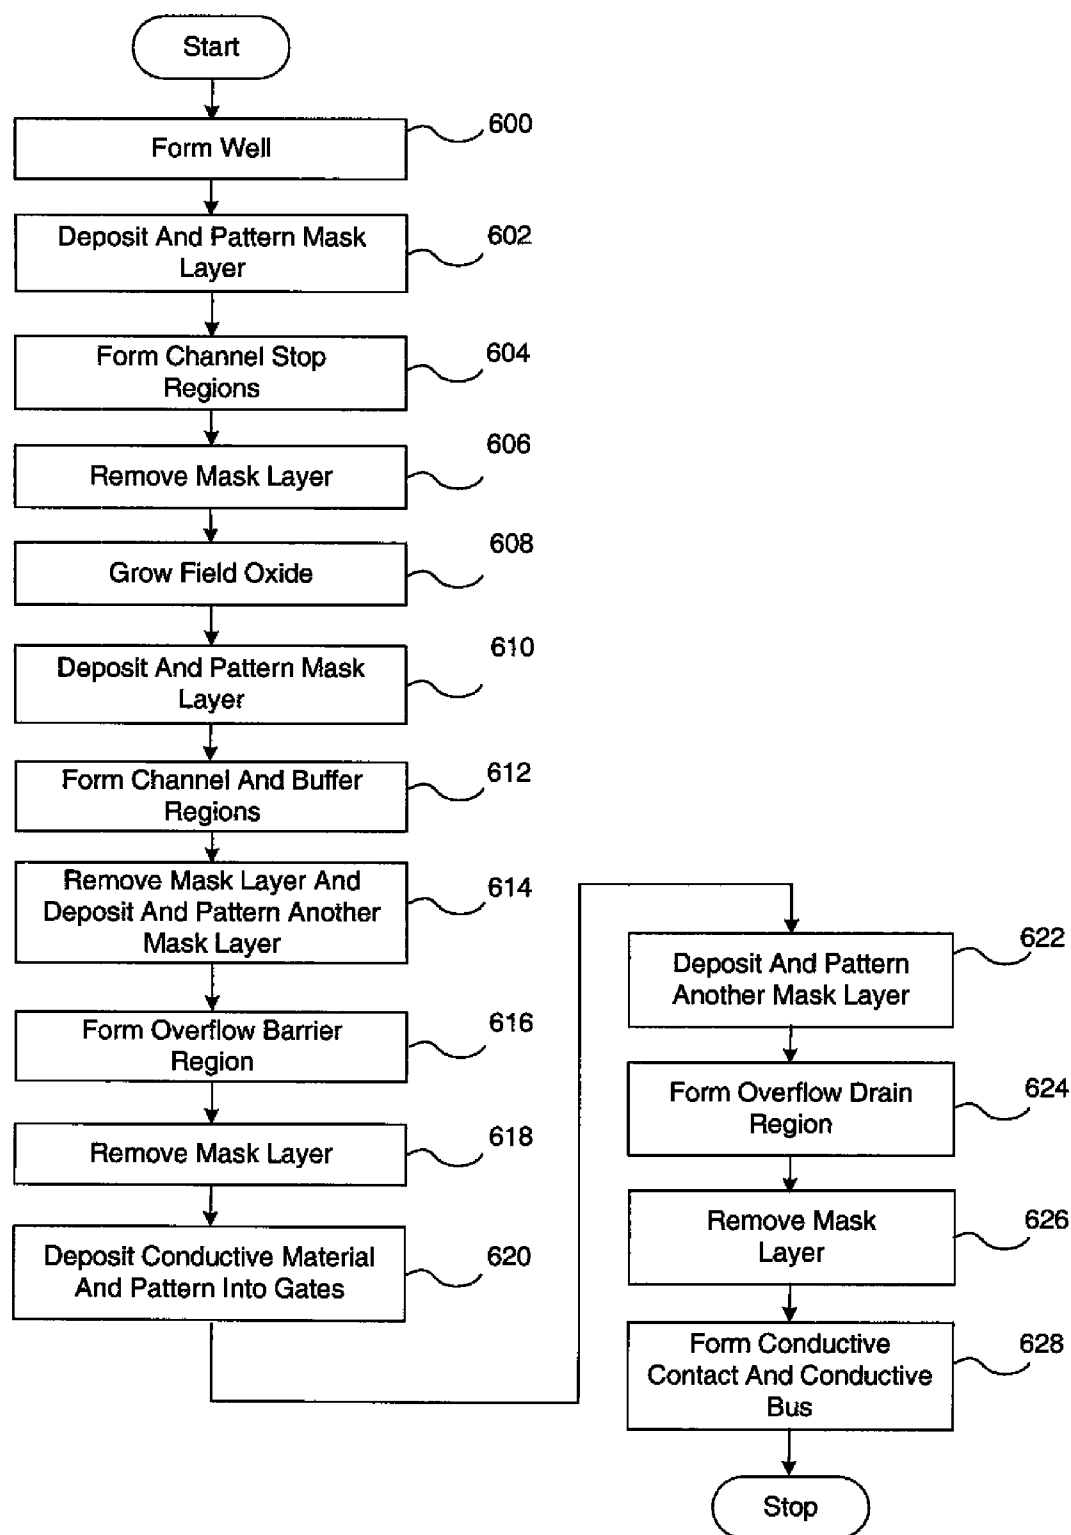 Start
600
Form Well
602
Deposit And Pattern Mask
Layer
604
Form Channel Stop
Regions
606
Remove Mask Layer
608
Grow Field Oxide
610
Deposit And Pattern Mask
Layer
612
Form Channel And Buffer
Regions
614
Remove Mask Layer And
Deposit And Pattern Another
Mask Layer
616
Form Overflow Barrier
Region
618
Remove Mask Layer
620
Deposit Conductive Material
And Pattern Into Gates
622
Deposit And Pattern
Another Mask Layer
624
Form Overflow Drain
Region
626
Remove Mask
Layer
628
Form Conductive
Contact And Conductive
Bus
Stop